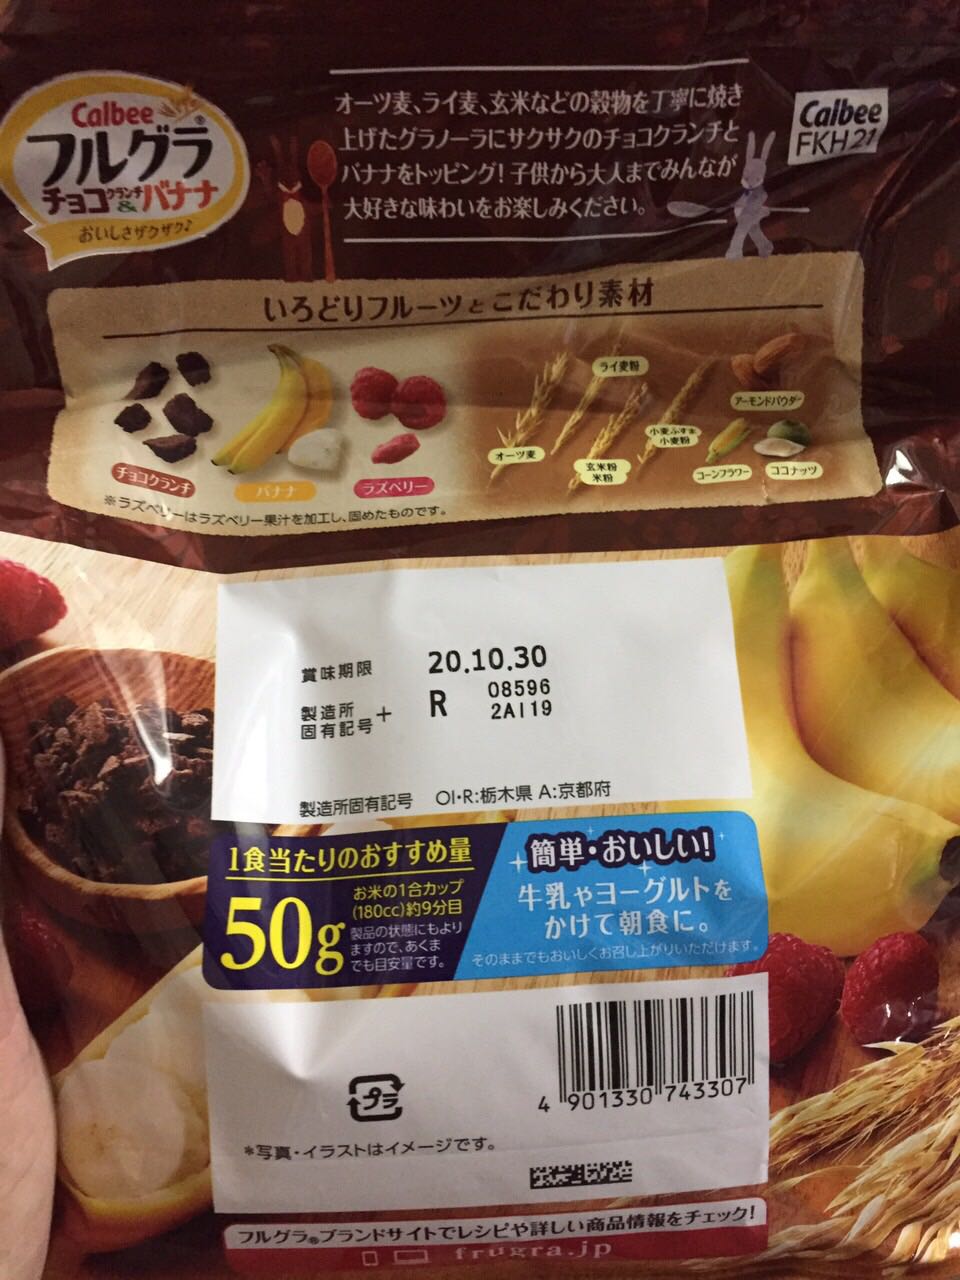 Calbee
フルグラ®
チョコクランチ&バナナ
おいしさザクザク♪
オーツ麦、ライ麦、玄米などの穀物を丁寧に焼き
上げたグラノーラにサクサクのチョコクランチと
バナナをトッピング！子供から大人までみんなが
大好きな味わいをお楽しみください。
Calbee
FKH21
いろどりフルーツとこだわり素材
チョコクランチ
バナナ
ラズベリー
オーツ麦
ライ麦粉
玄米粉
米粉
小麦ふすま
小麦粉
アーモンドパウダー
コーンフラワー
ココナッツ
※ラズベリーはラズベリー果汁を加工し、固めたものです。
賞味期限 20.10.30
製造所固有記号 + R 08596
2AI19
製造所固有記号 OI・R:栃木県 A:京都府
1食当たりのおすすめ量
50g
お米の1合カップ
(180cc)約9分目
製品の状態にもより
ますので、あくま
でも目安量です。
簡単・おいしい！
牛乳やヨーグルトを
かけて朝食に。
そのままでもおいしくお召し上がりいただけます。
プラ
4 901330 743307
*写真・イラストはイメージです。
フルグラ®ブランドサイトでレシピや詳しい商品情報をチェック！
frugra.jp